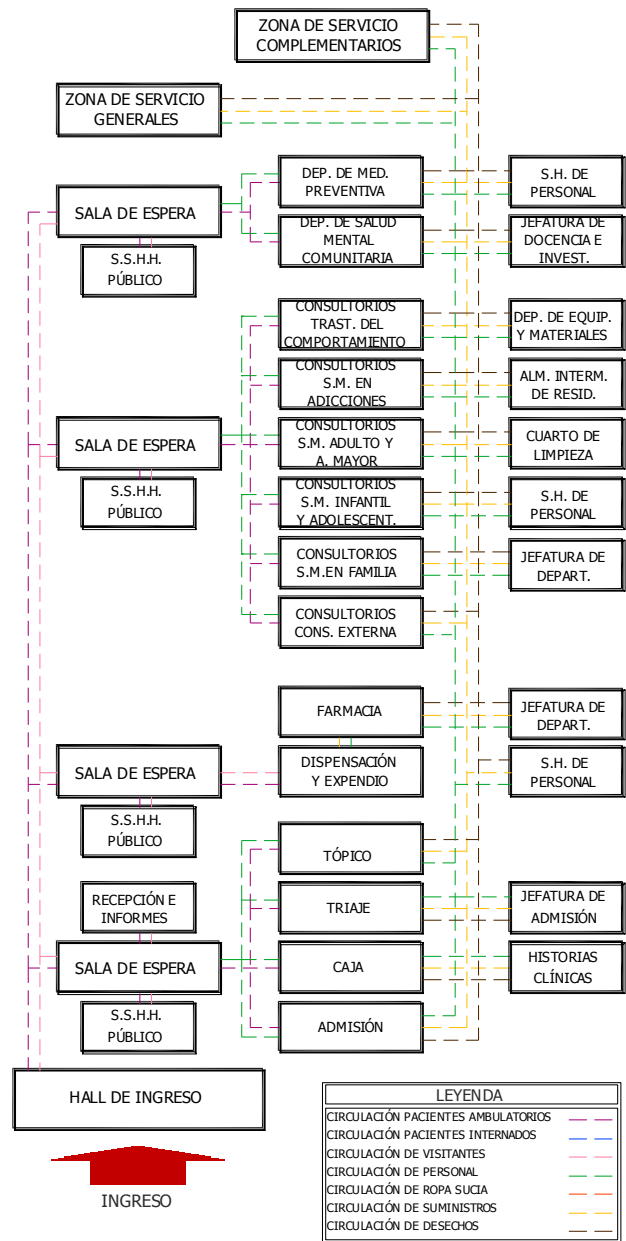 ZONA DE SERVICIO
COMPLEMENTARIOS
ZONA DE SERVICIO
GENERALES
DEP. DE MED.
PREVENTIVA
S.H. DE
PERSONAL
SALA DE ESPERA
DEP. DE SALUD
MENTAL
COMUNITARIA
JEFATURA DE
DOCENCIA E
INVEST.
S.S.H.H.
PÚBLICO
CONSULTORIOS
TRAST. DEL
COMPORTAMIENTO
DEP. DE EQUIP.
Y MATERIALES
CONSULTORIOS
S.M. EN
ADICCIONES
ALM. INTERM.
DE RESID.
SALA DE ESPERA
CONSULTORIOS
S.M. ADULTO Y
A. MAYOR
CUARTO DE
LIMPIEZA
S.S.H.H.
PÚBLICO
CONSULTORIOS
S.M. INFANTIL
Y ADOLESCENT.
S.H. DE
PERSONAL
CONSULTORIOS
S.M.EN FAMILIA
JEFATURA DE
DEPART.
CONSULTORIOS
CONS. EXTERNA
FARMACIA
JEFATURA DE
DEPART.
SALA DE ESPERA
DISPENSACIÓN
Y EXPENDIO
S.H. DE
PERSONAL
S.S.H.H.
PÚBLICO
TÓPICO
RECEPCIÓN E
INFORMES
TRIAJE
JEFATURA DE
ADMISIÓN
SALA DE ESPERA
CAJA
HISTORIAS
CLÍNICAS
S.S.H.H.
PÚBLICO
ADMISIÓN
HALL DE INGRESO
INGRESO
LEYENDA
CIRCULACIÓN PACIENTES AMBULATORIOS
CIRCULACIÓN PACIENTES INTERNADOS
CIRCULACIÓN DE VISITANTES
CIRCULACIÓN DE PERSONAL
CIRCULACIÓN DE ROPA SUCIA
CIRCULACIÓN DE SUMINISTROS
CIRCULACIÓN DE DESECHOS